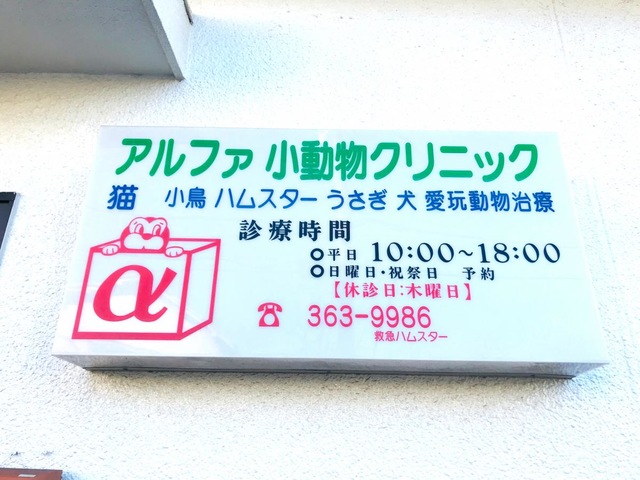 アルファ 小動物クリニック
猫 小鳥 ハムスター うさぎ 犬 愛玩動物治療
診療時間
○平日 10:00~18:00
○日曜日・祝祭日 予約
【休診日:木曜日】
α
☎ 363-9986
救急ハムスター